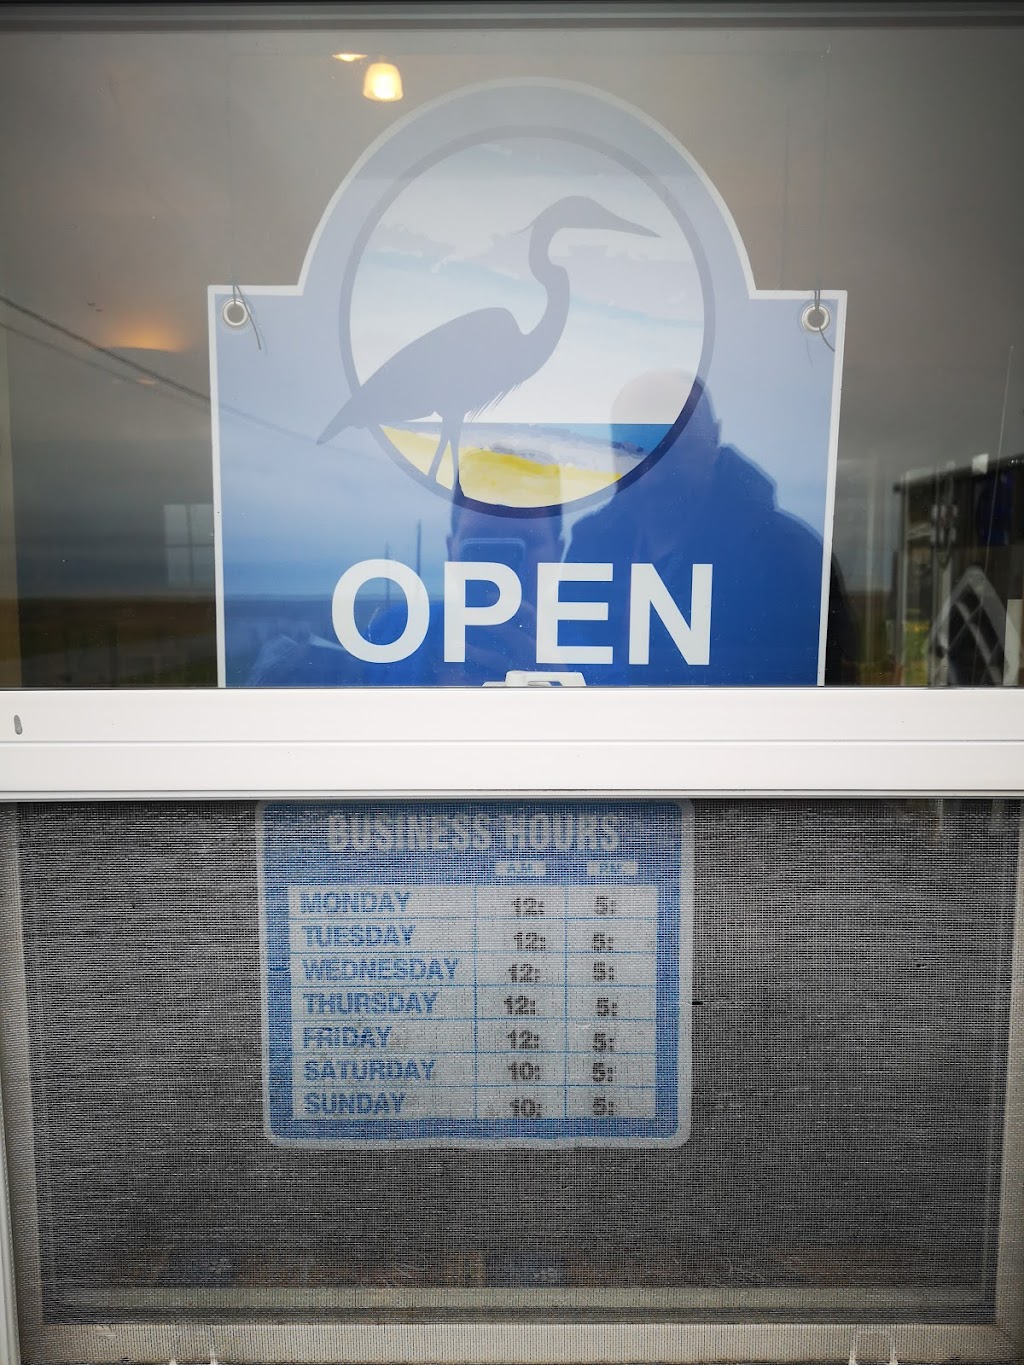 OPEN
BUSINESS HOURS
A.M. P.M.
MONDAY 12: 5:
TUESDAY 12: 5:
WEDNESDAY 12: 5:
THURSDAY 12: 5:
FRIDAY 12: 5:
SATURDAY 10: 5:
SUNDAY 10: 5: